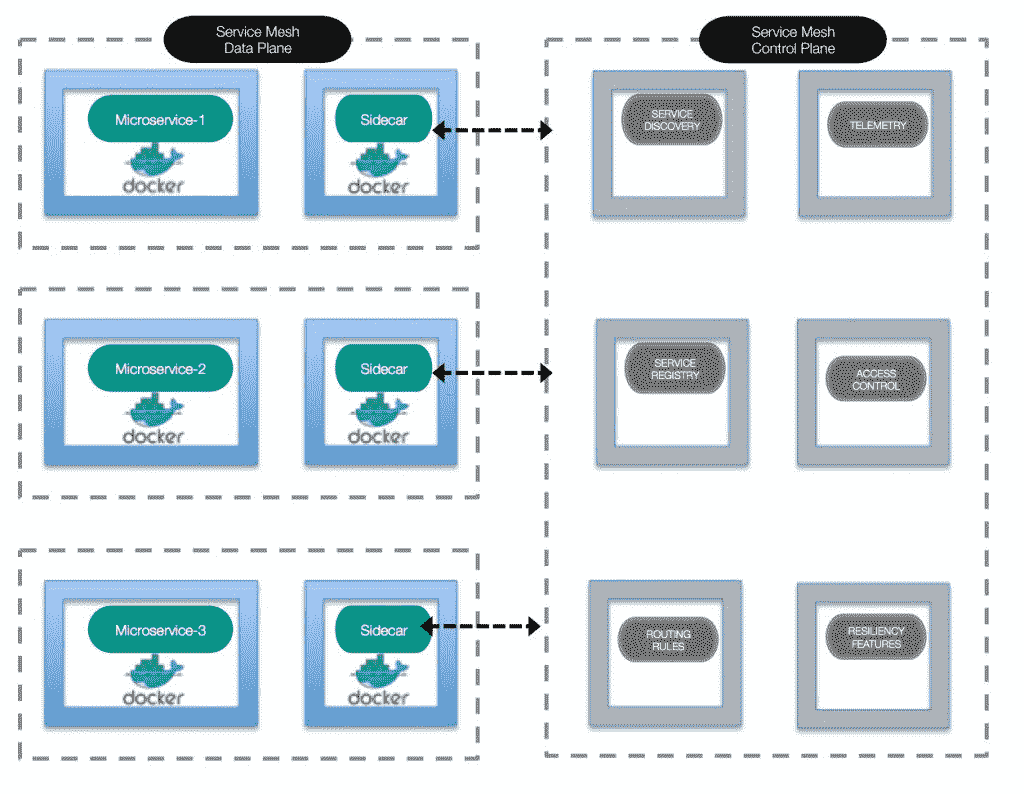 Service Mesh
Data Plane
Service Mesh
Control Plane
Microservice-1
docker
Sidecar
docker
SERVICE
DISCOVERY
TELEMETRY
Microservice-2
docker
Sidecar
docker
SERVICE
REGISTRY
ACCESS
CONTROL
Microservice-3
docker
Sidecar
docker
ROUTING
RULES
RESILIENCY
FEATURES